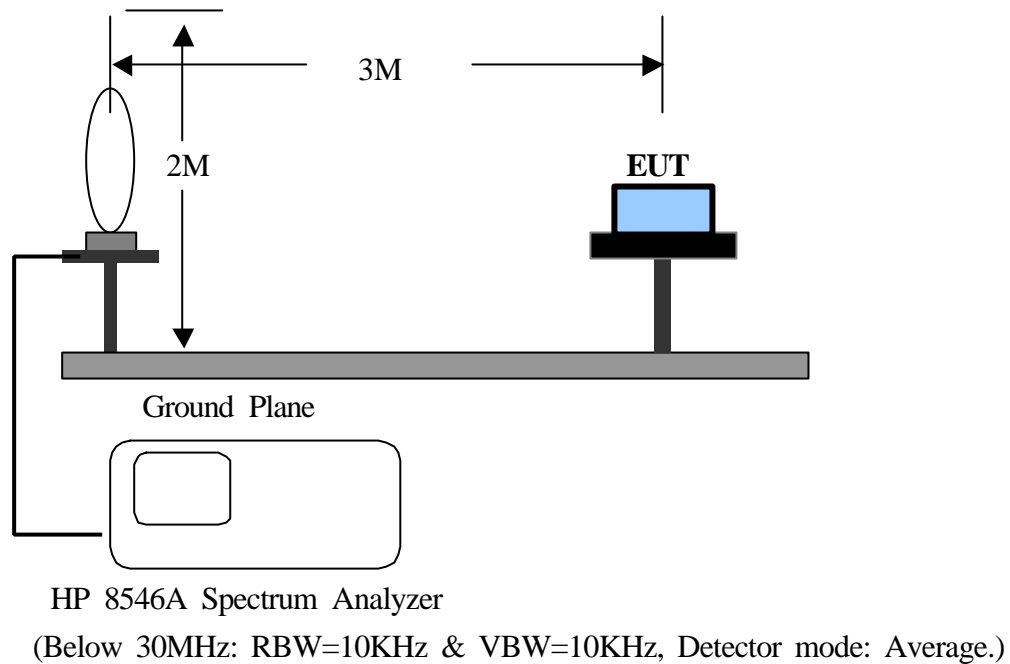 3M
2M
EUT
Ground Plane
HP 8546A Spectrum Analyzer
(Below 30MHz: RBW=10KHz & VBW=10KHz, Detector mode: Average.)